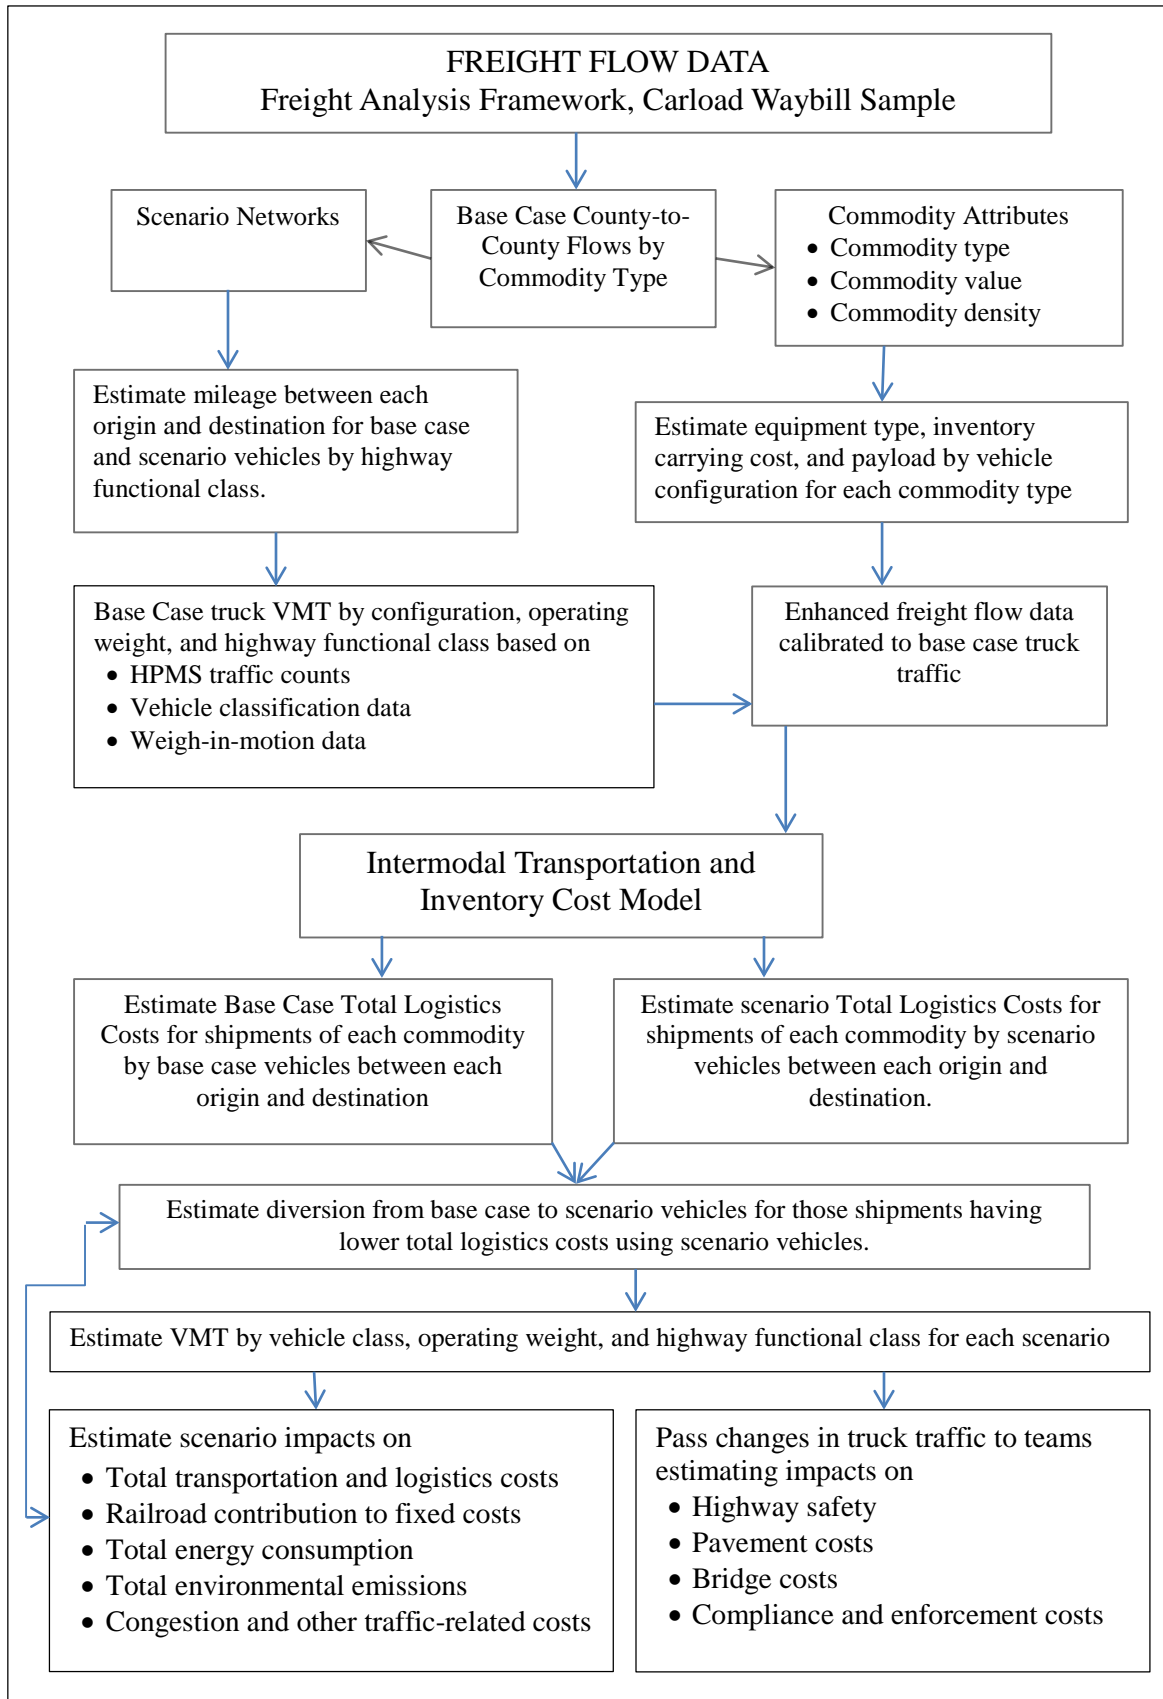 FREIGHT FLOW DATA
Freight Analysis Framework, Carload Waybill Sample
Scenario Networks
Base Case County-to-
County Flows by
Commodity Type
Commodity Attributes
• Commodity type
• Commodity value
• Commodity density
Estimate mileage between each
origin and destination for base case
and scenario vehicles by highway
functional class.
Estimate equipment type, inventory
carrying cost, and payload by vehicle
configuration for each commodity type
Base Case truck VMT by configuration, operating
weight, and highway functional class based on
• HPMS traffic counts
• Vehicle classification data
• Weigh-in-motion data
Enhanced freight flow data
calibrated to base case truck
traffic
Intermodal Transportation and
Inventory Cost Model
Estimate Base Case Total Logistics
Costs for shipments of each commodity
by base case vehicles between each
origin and destination
Estimate scenario Total Logistics Costs for
shipments of each commodity by scenario
vehicles between each origin and
destination.
Estimate diversion from base case to scenario vehicles for those shipments having
lower total logistics costs using scenario vehicles.
Estimate VMT by vehicle class, operating weight, and highway functional class for each scenario
Estimate scenario impacts on
• Total transportation and logistics costs
• Railroad contribution to fixed costs
• Total energy consumption
• Total environmental emissions
• Congestion and other traffic-related costs
Pass changes in truck traffic to teams
estimating impacts on
• Highway safety
• Pavement costs
• Bridge costs
• Compliance and enforcement costs